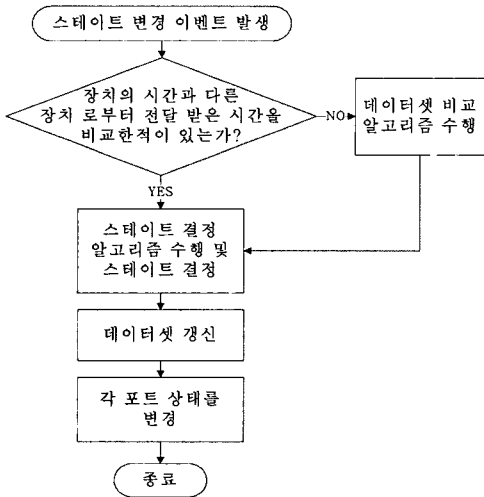 스테이트 변경 이벤트 발생
장치의 시간과 다른
장치 로부터 전달 받은 시간을
비교한적이 있는가?
NO
데이터셋 비교
알고리즘 수행
YES
스테이트 결정
알고리즘 수행 및
스테이트 결정
데이터셋 갱신
각 포트 상태를
변경
종료